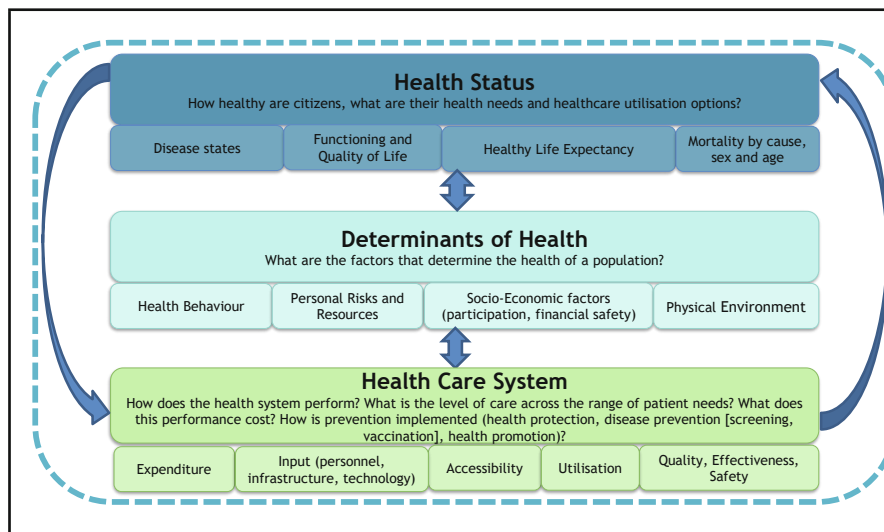 Health Status
How healthy are citizens, what are their health needs and healthcare utilisation options?
Disease states
Functioning and
Quality of Life
Healthy Life Expectancy
Mortality by cause,
sex and age
Determinants of Health
What are the factors that determine the health of a population?
Health Behaviour
Personal Risks and
Resources
Socio-Economic factors
(participation, financial safety)
Physical Environment
Health Care System
How does the health system perform? What is the level of care across the range of patient needs? What does
this performance cost? How is prevention implemented (health protection, disease prevention [screening,
vaccination], health promotion)?
Expenditure
Input (personnel,
infrastructure, technology)
Accessibility
Utilisation
Quality, Effectiveness,
Safety